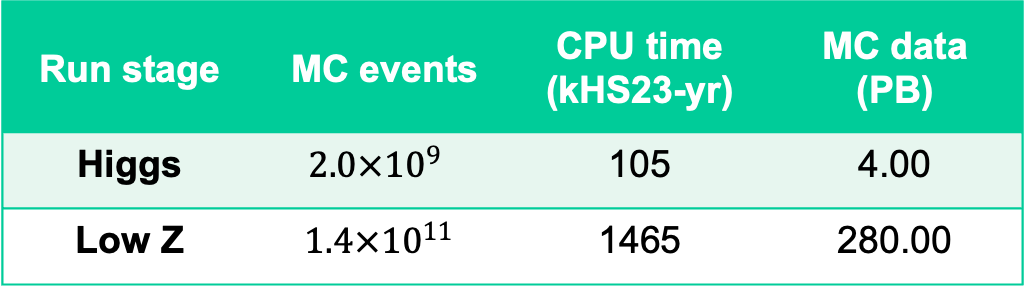 Run stage MC events CPU time (kHS23-yr) MC data (PB)
Higgs 2.0×10⁹ 105 4.00
Low Z 1.4×10¹¹ 1465 280.00